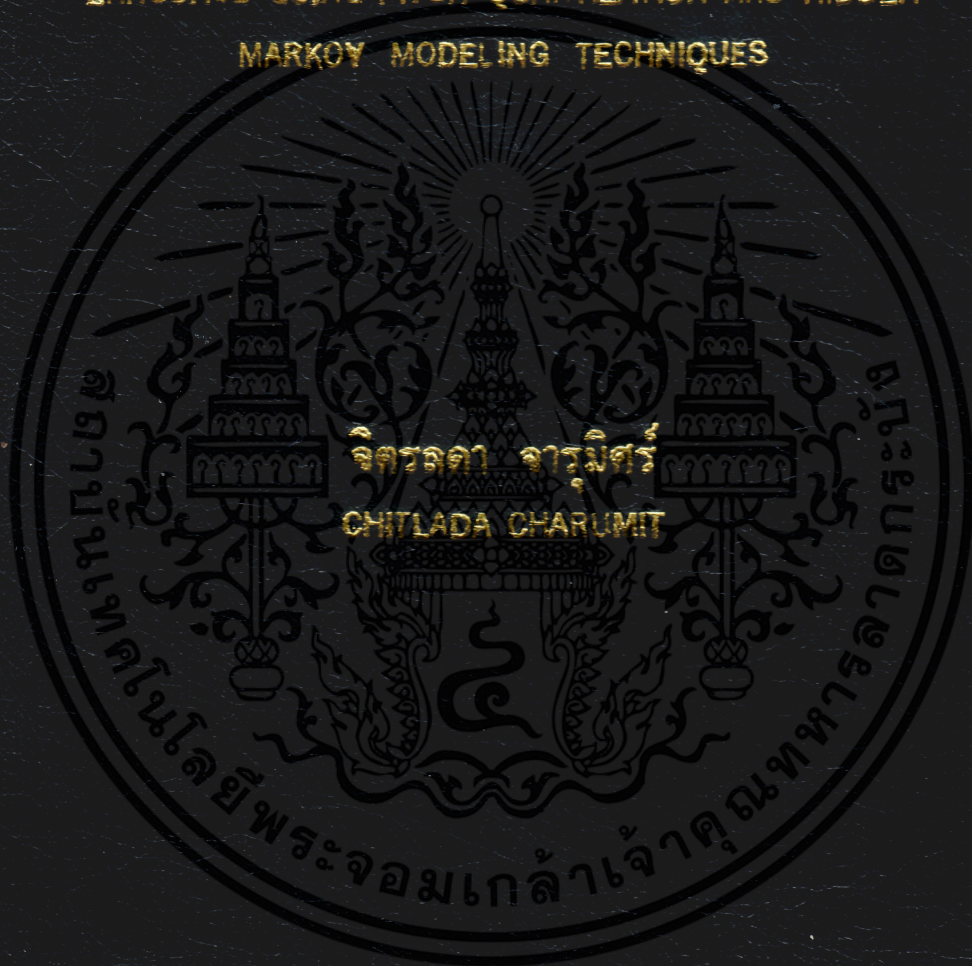 MARKOV MODELING TECHNIQUES
จิตรลดา จารุมิศร์
CHITLADA CHARUMIT
สถาบันเทคโนโลยีพระจอมเกล้าเจ้าคุณทหารลาดกระบัง
๔